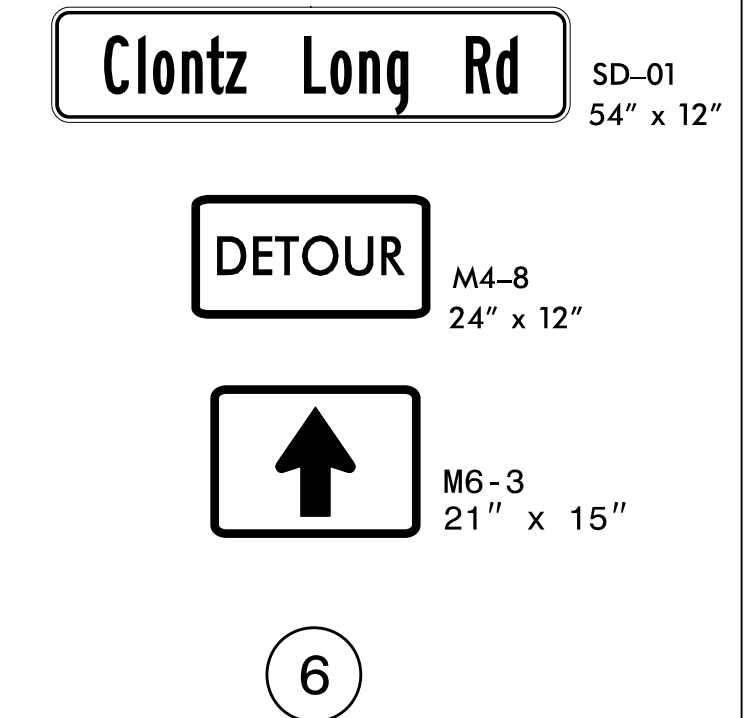 Clontz Long Rd
SD–01
54" x 12"
DETOUR
M4–8
24" x 12"
M6-3
21" x 15"
6